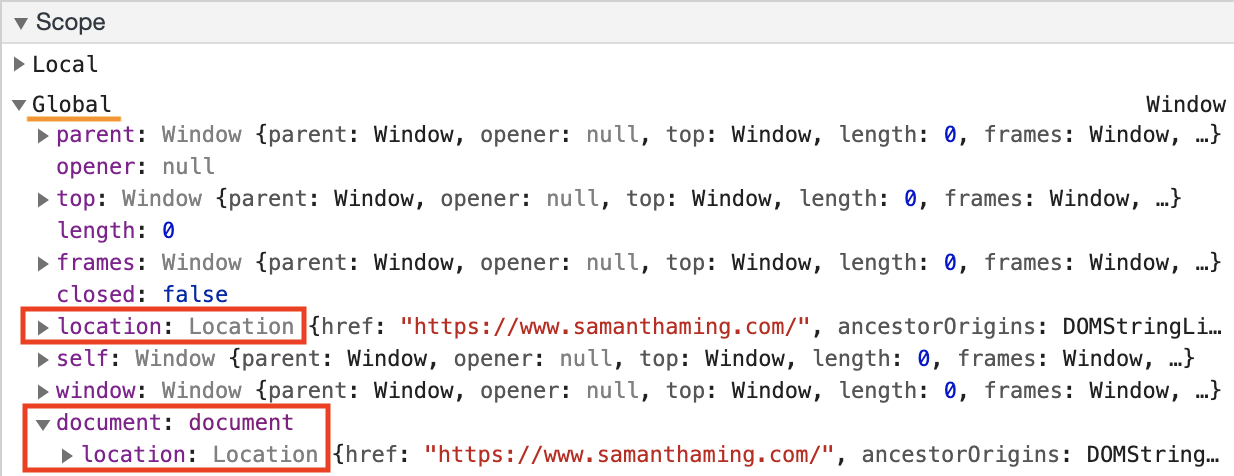 Scope
Local
Global Window
parent: Window {parent: Window, opener: null, top: Window, length: 0, frames: Window, …}
opener: null
top: Window {parent: Window, opener: null, top: Window, length: 0, frames: Window, …}
length: 0
frames: Window {parent: Window, opener: null, top: Window, length: 0, frames: Window, …}
closed: false
location: Location {href: "https://www.samanthaming.com/", ancestorOrigins: DOMStringLi…
self: Window {parent: Window, opener: null, top: Window, length: 0, frames: Window, …}
window: Window {parent: Window, opener: null, top: Window, length: 0, frames: Window, …}
document: document
location: Location {href: "https://www.samanthaming.com/", ancestorOrigins: DOMString…